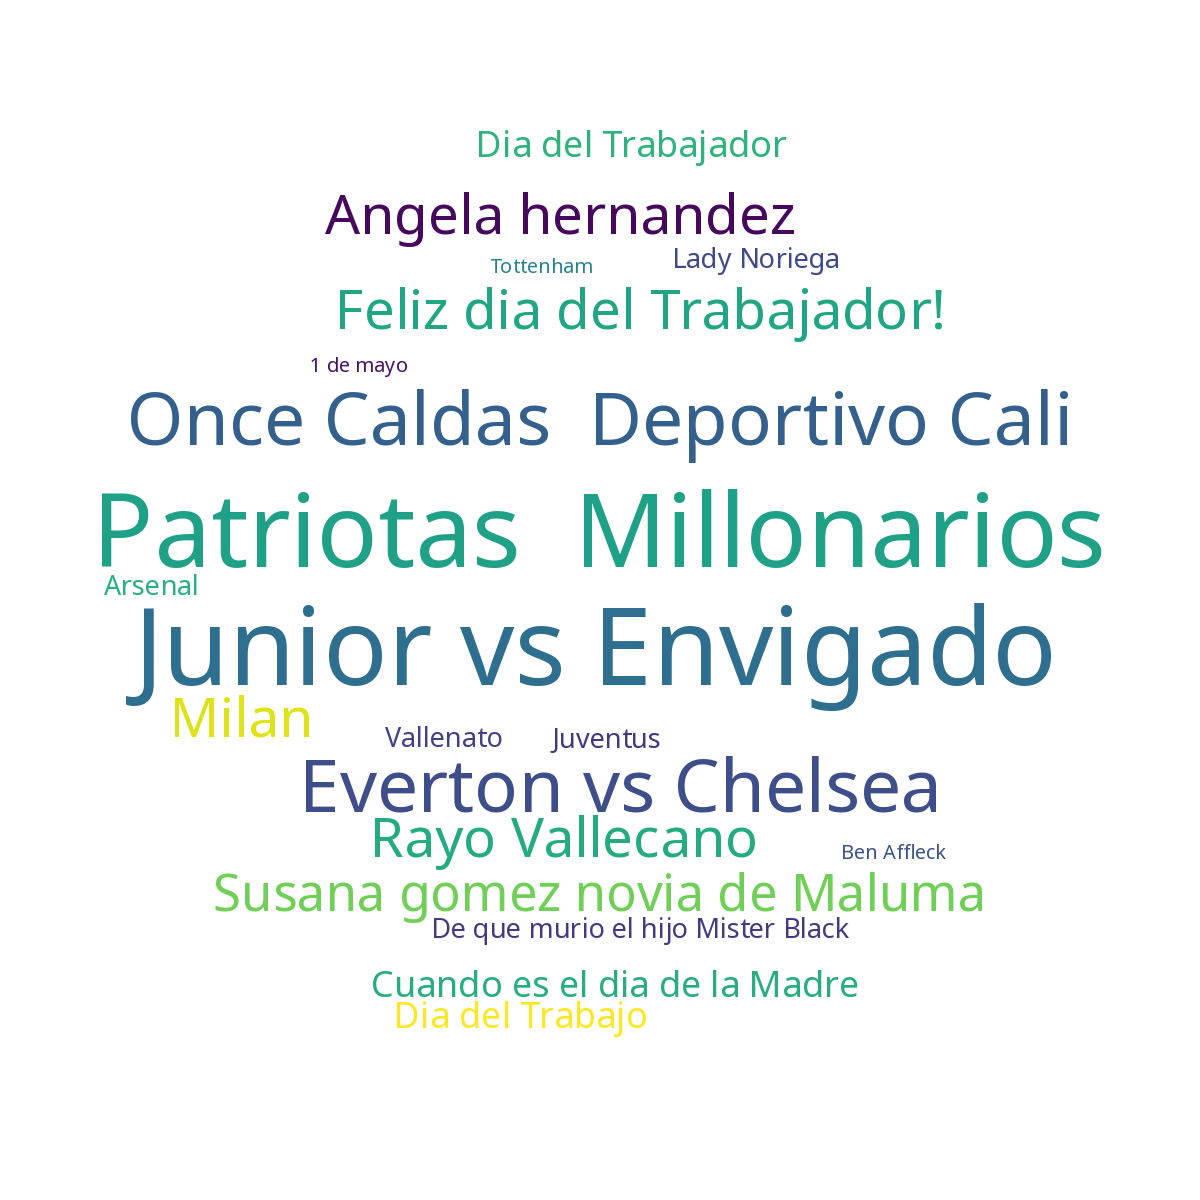 Dia del Trabajador
Angela hernandez
Tottenham
Lady Noriega
Feliz dia del Trabajador!
1 de mayo
Once Caldas
Deportivo Cali
Patriotas
Millonarios
Arsenal
Junior vs Envigado
Milan
Vallenato
Juventus
Everton vs Chelsea
Rayo Vallecano
Ben Affleck
Susana gomez novia de Maluma
De que murio el hijo Mister Black
Cuando es el dia de la Madre
Dia del Trabajo